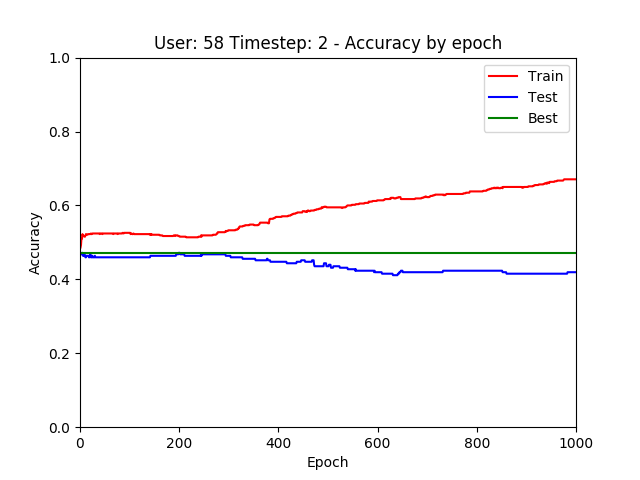 User: 58 Timestep: 2 - Accuracy by epoch
Train
Test
Best
1.0
0.8
0.6
0.4
0.2
0.0
Accuracy
0 200 400 600 800 1000
Epoch